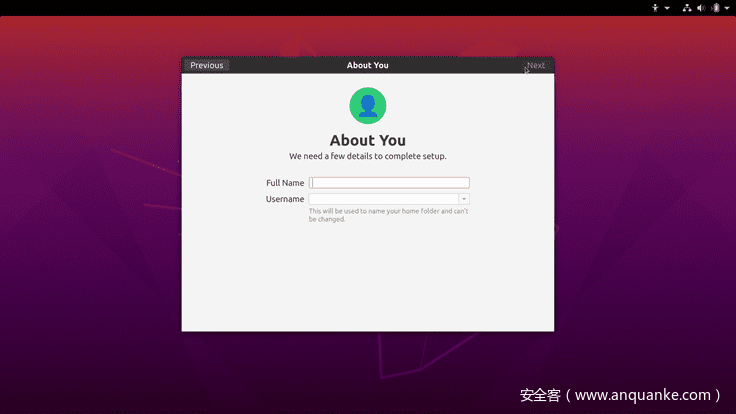 Previous
About You
Next
About You
We need a few details to complete setup.
Full Name
Username
This will be used to name your home folder and can't
be changed.
安全客（www.anquanke.com）